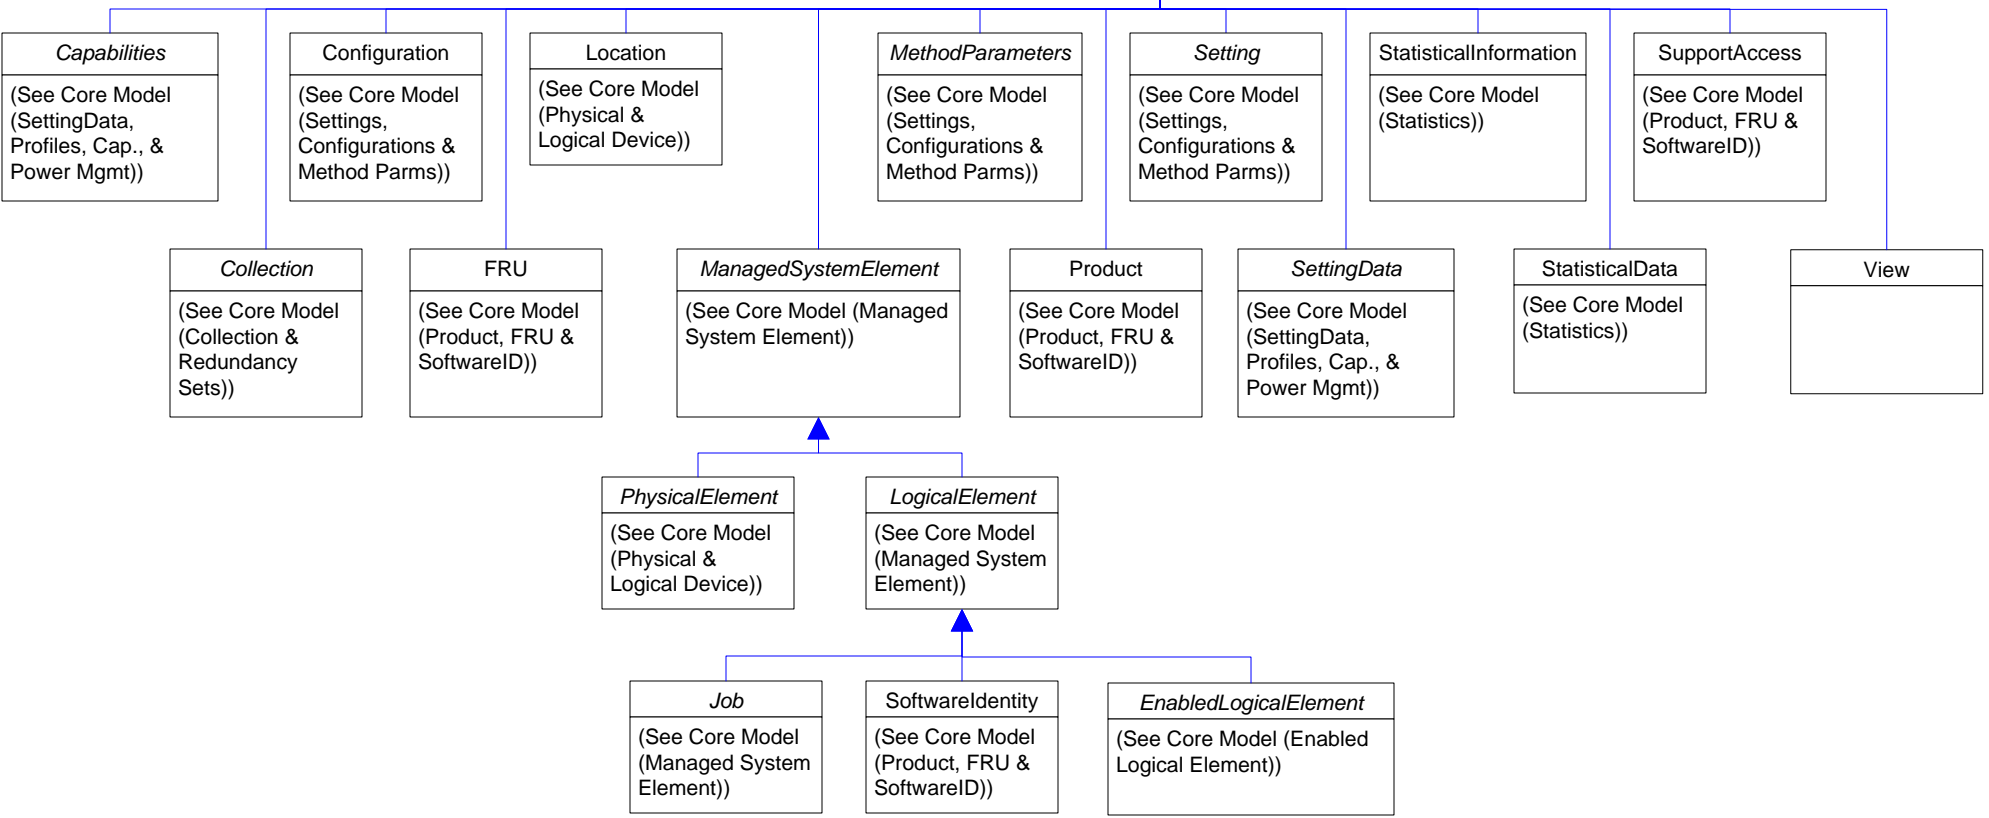 Capabilities
(See Core Model
(SettingData,
Profiles, Cap., &
Power Mgmt))
Configuration
(See Core Model
(Settings,
Configurations &
Method Parms))
Location
(See Core Model
(Physical &
Logical Device))
MethodParameters
(See Core Model
(Settings,
Configurations &
Method Parms))
Setting
(See Core Model
(Settings,
Configurations &
Method Parms))
StatisticalInformation
(See Core Model
(Statistics))
SupportAccess
(See Core Model
(Product, FRU &
SoftwareID))
Collection
(See Core Model
(Collection &
Redundancy
Sets))
FRU
(See Core Model
(Product, FRU &
SoftwareID))
ManagedSystemElement
(See Core Model (Managed
System Element))
Product
(See Core Model
(Product, FRU &
SoftwareID))
SettingData
(See Core Model
(SettingData,
Profiles, Cap., &
Power Mgmt))
StatisticalData
(See Core Model
(Statistics))
View
PhysicalElement
(See Core Model
(Physical &
Logical Device))
LogicalElement
(See Core Model
(Managed System
Element))
Job
(See Core Model
(Managed System
Element))
SoftwareIdentity
(See Core Model
(Product, FRU &
SoftwareID))
EnabledLogicalElement
(See Core Model (Enabled
Logical Element))